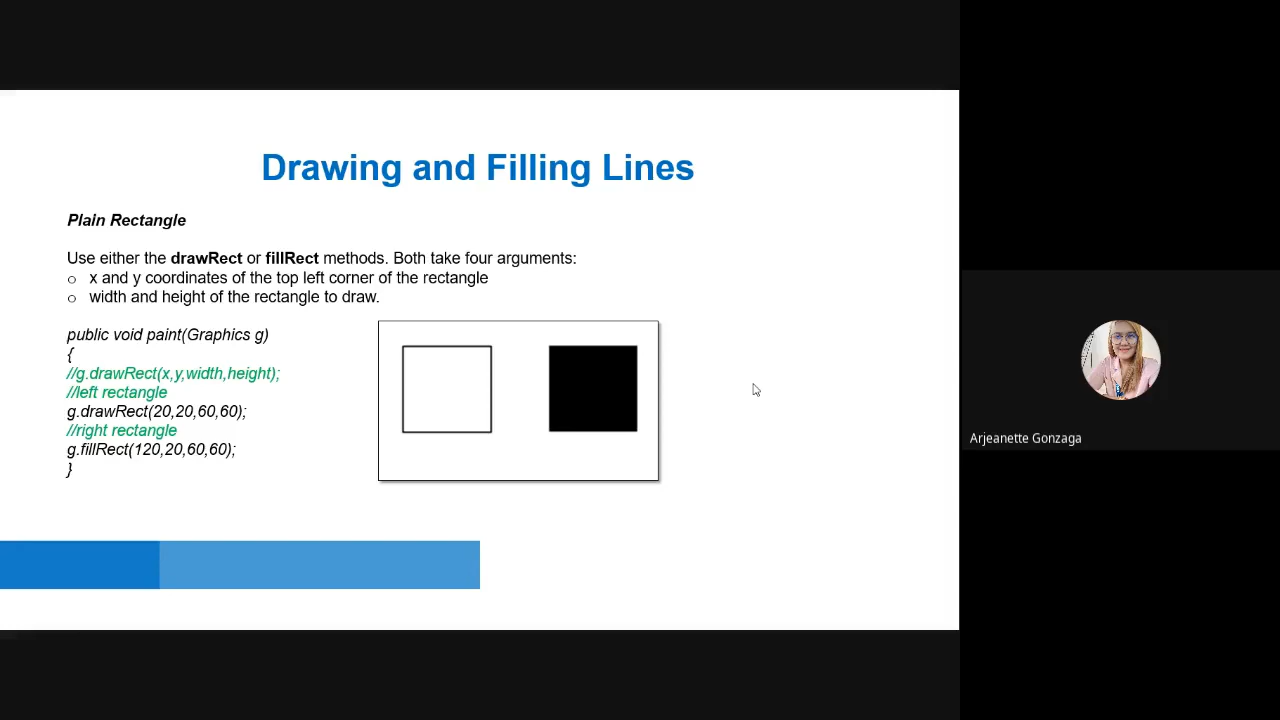 Drawing and Filling Lines
Plain Rectangle
Use either the drawRect or fillRect methods. Both take four arguments:
o x and y coordinates of the top left corner of the rectangle
o width and height of the rectangle to draw.
public void paint(Graphics g)
{
//g.drawRect(x,y,width,height);
//left rectangle
g.drawRect(20,20,60,60);
//right rectangle
g.fillRect(120,20,60,60);
}
Arjeanette Gonzaga